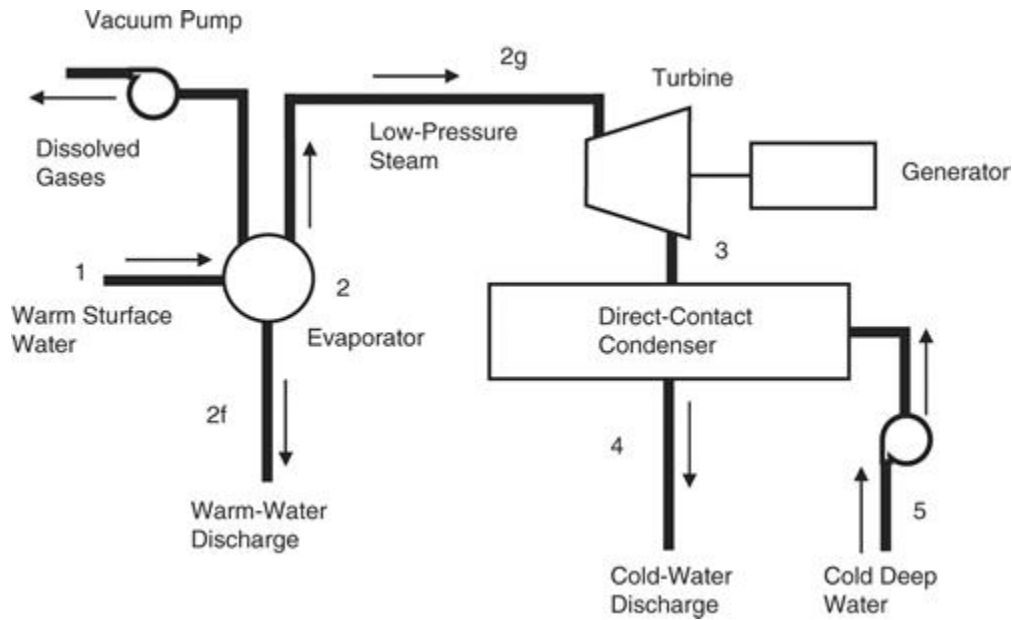 Vacuum Pump
2g
Turbine
Dissolved
Gases
Low-Pressure
Steam
Generator
1
2
3
Warm Sturface
Water
Evaporator
Direct-Contact
Condenser
2f
4
5
Warm-Water
Discharge
Cold-Water
Discharge
Cold Deep
Water